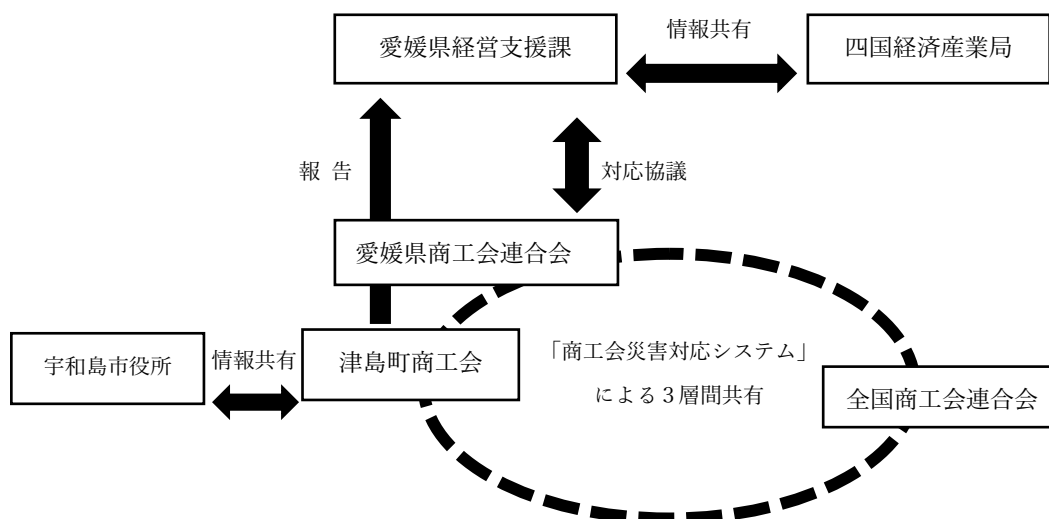 情報共有
愛媛県経営支援課
四国経済産業局
報 告
対応協議
愛媛県商工会連合会
宇和島市役所
情報共有
津島町商工会
「商工会災害対応システム」
による３層間共有
全国商工会連合会